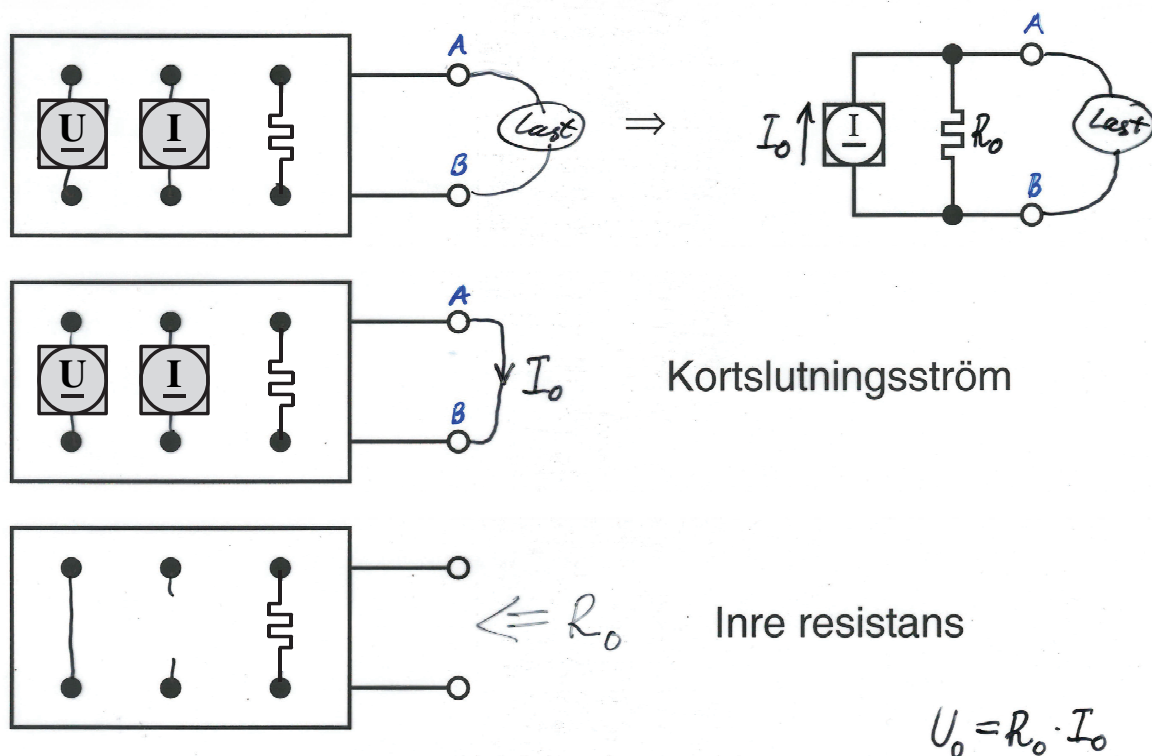 A
U I Last ⇒ I₀ I R₀ Last
B
A
B
A
U I I₀ Kortslutningsström
B
⇐ R₀ Inre resistans
U₀ = R₀ · I₀